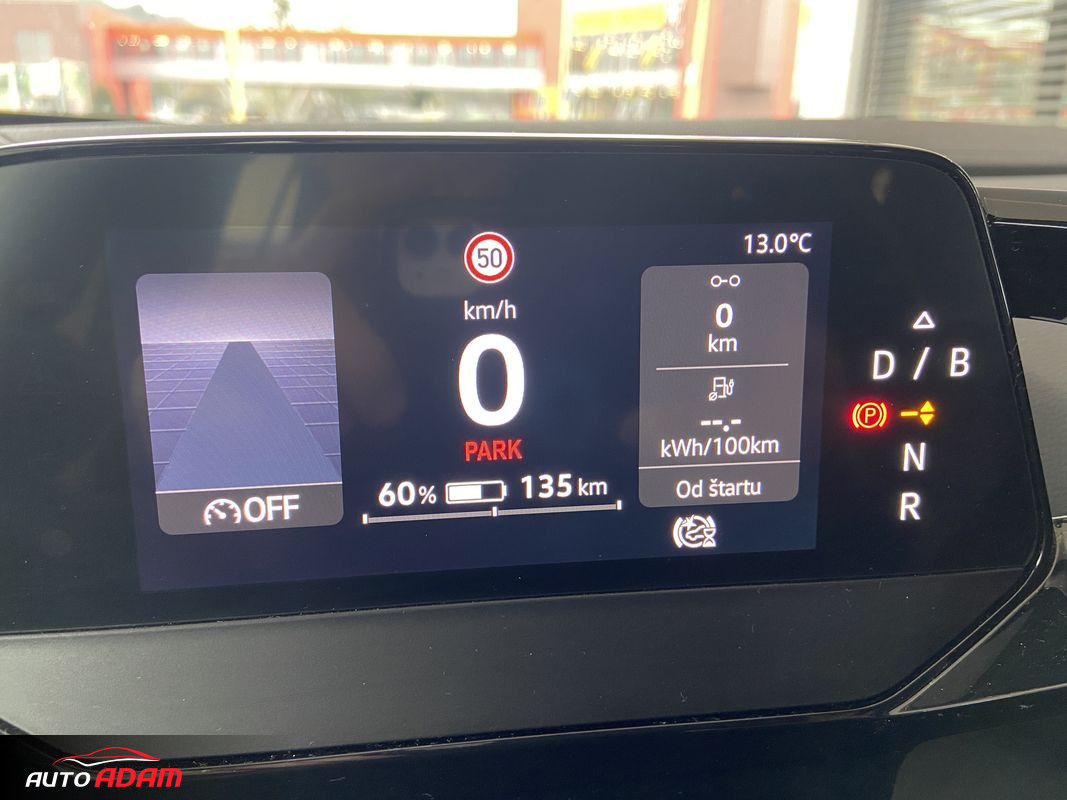 50
13.0°C
km/h
0
PARK
60%
135 km
OFF
0
km
--.-
kWh/100km
Od štartu
D / B
P
N
R
AUTO ADAM